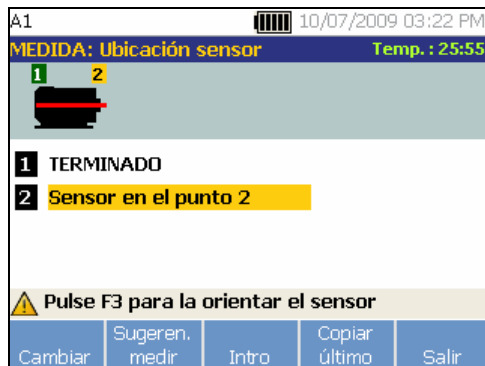 A1 10/07/2009 03:22 PM
MEDIDA: Ubicación sensor Temp. : 25:55
1 2
1 TERMINADO
2 Sensor en el punto 2
Pulse F3 para la orientar el sensor
Cambiar Sugeren. medir Intro Copiar último Salir